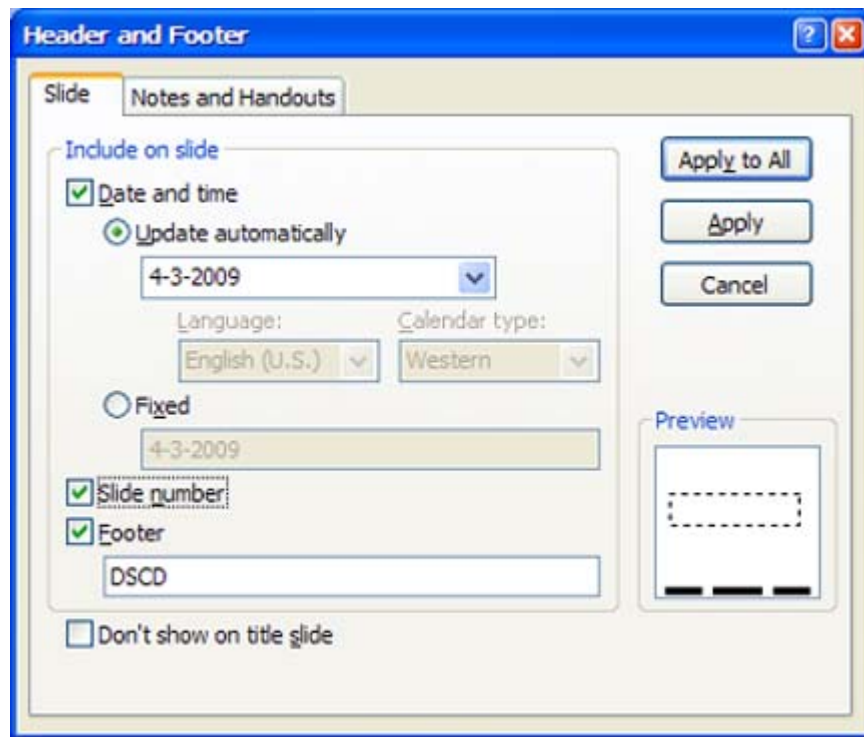 Header and Footer
Slide
Notes and Handouts
Include on slide
Date and time
Update automatically
4-3-2009
Language:
Calendar type:
English (U.S.)
Western
Fixed
4-3-2009
Slide number
Footer
DSCD
Don't show on title slide
Apply to All
Apply
Cancel
Preview